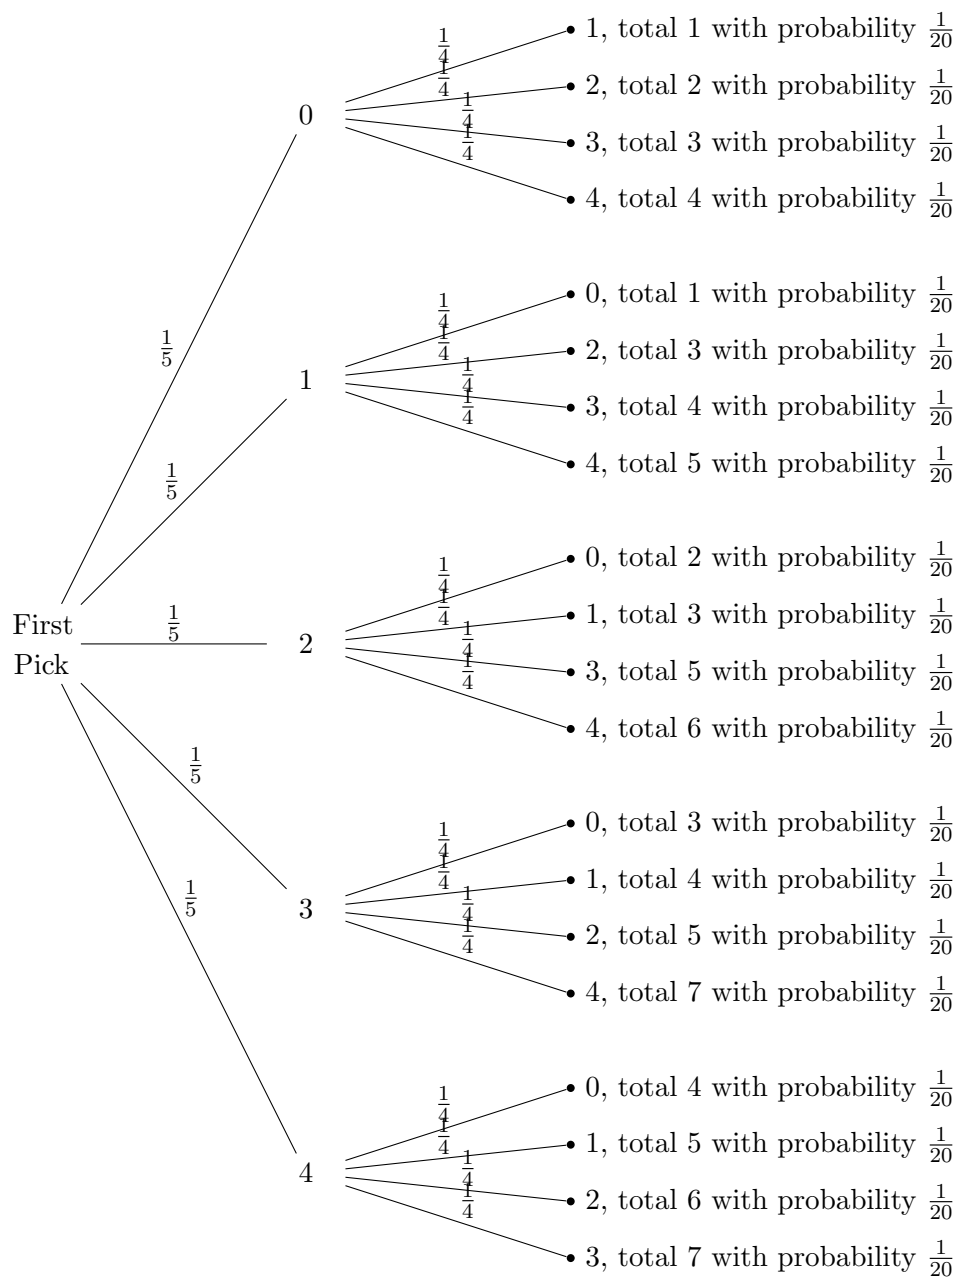 1/4
1, total 1 with probability 1/20
1/4
2, total 2 with probability 1/20
0
1/4
3, total 3 with probability 1/20
1/4
4, total 4 with probability 1/20
1/5
1/4
0, total 1 with probability 1/20
1/4
2, total 3 with probability 1/20
1
1/4
3, total 4 with probability 1/20
1/4
4, total 5 with probability 1/20
1/5
First
Pick
1/5
1/4
0, total 2 with probability 1/20
1/4
1, total 3 with probability 1/20
2
1/4
3, total 5 with probability 1/20
1/4
4, total 6 with probability 1/20
1/5
1/4
0, total 3 with probability 1/20
1/4
1, total 4 with probability 1/20
3
1/4
2, total 5 with probability 1/20
1/4
4, total 7 with probability 1/20
1/5
1/4
0, total 4 with probability 1/20
1/4
1, total 5 with probability 1/20
4
1/4
2, total 6 with probability 1/20
1/4
3, total 7 with probability 1/20